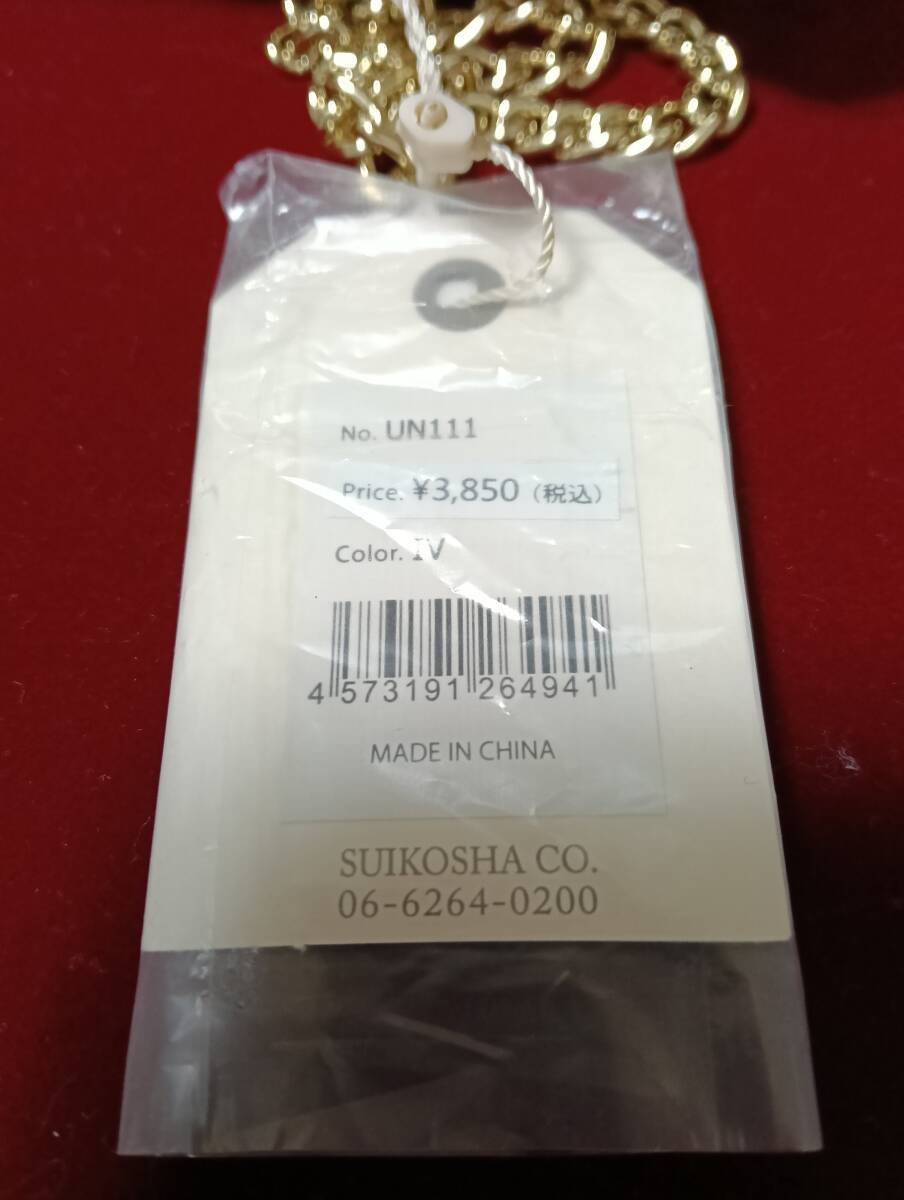 No. UN111
Price. ¥3,850 (税込)
Color. IV
4 573191 264941
MADE IN CHINA
SUIKOSHA CO.
06-6264-0200